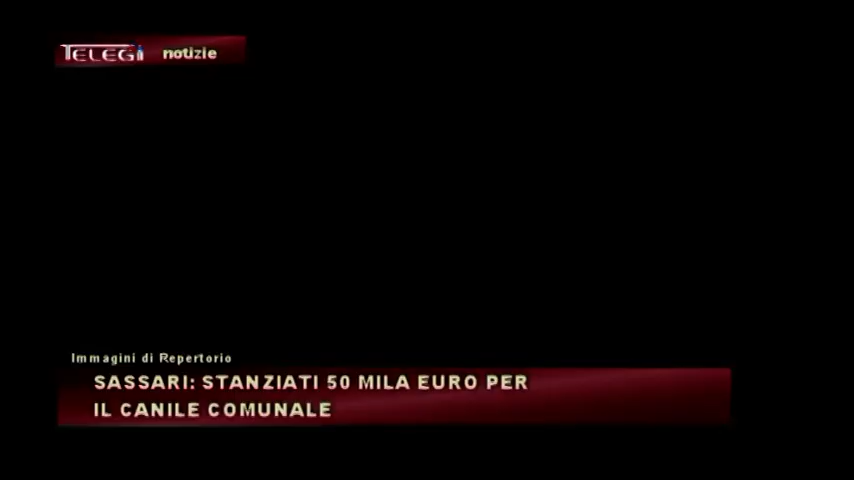 TELEGI notizie
Immagini di Repertorio
SASSARI: STANZIATI 50 MILA EURO PER
IL CANILE COMUNALE